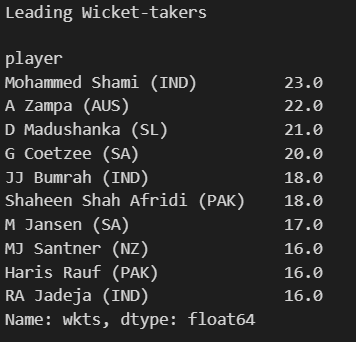 Leading Wicket-takers
player
Mohammed Shami (IND) 23.0
A Zampa (AUS) 22.0
D Madushanka (SL) 21.0
G Coetzee (SA) 20.0
JJ Bumrah (IND) 18.0
Shaheen Shah Afridi (PAK) 18.0
M Jansen (SA) 17.0
MJ Santner (NZ) 16.0
Haris Rauf (PAK) 16.0
RA Jadeja (IND) 16.0
Name: wkts, dtype: float64